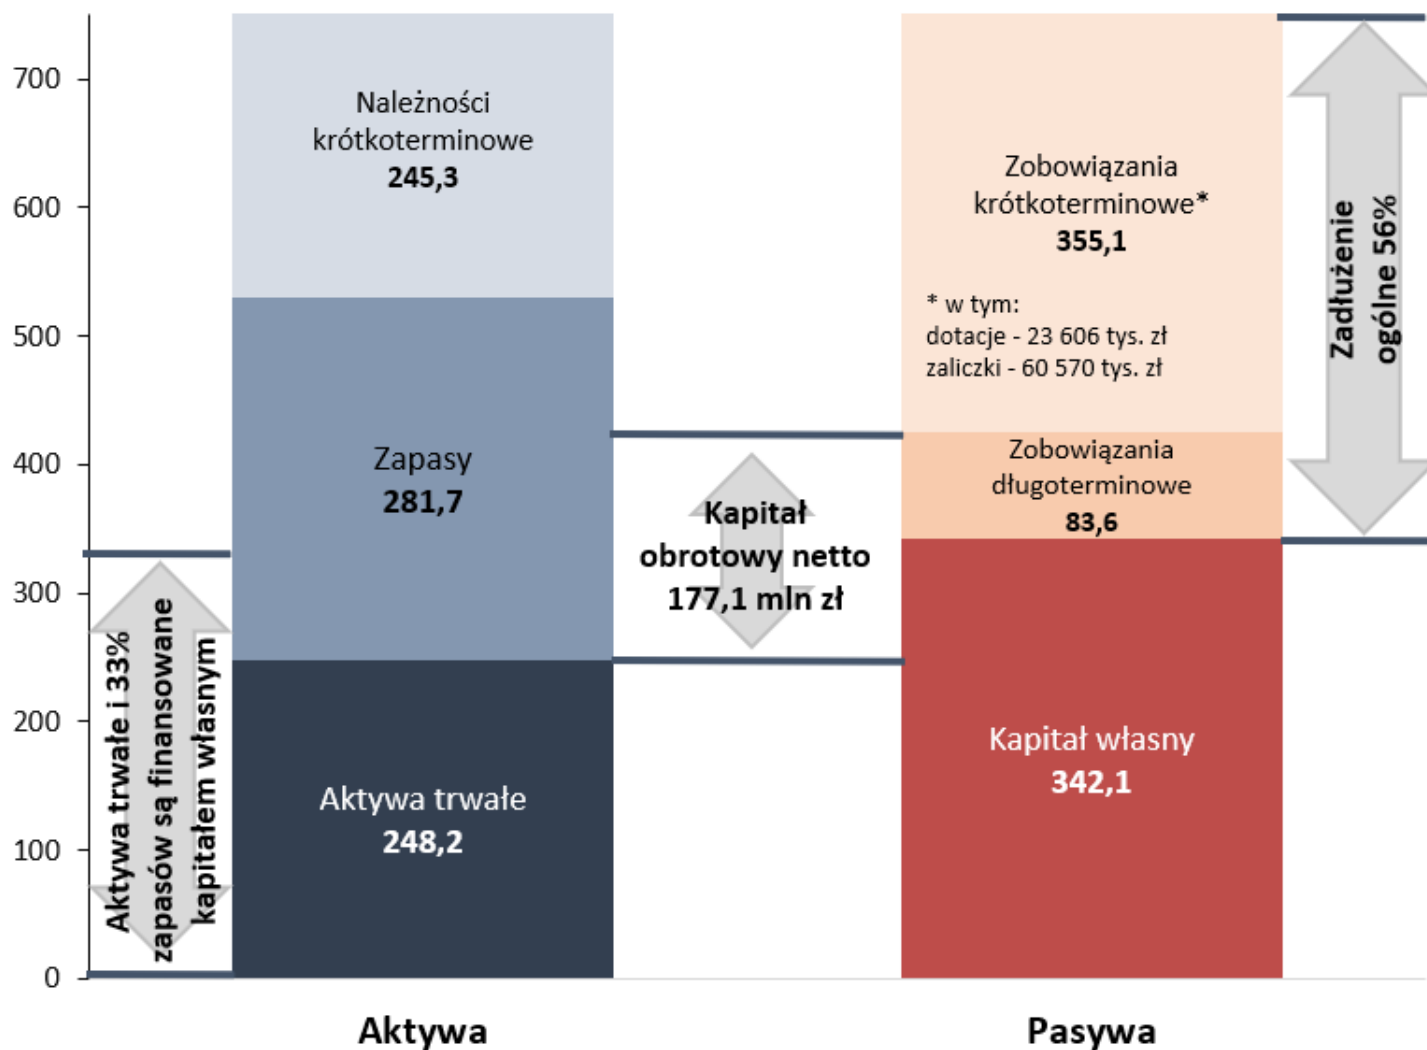 700
600
500
400
300
200
100
0
Aktywa trwałe i 33%
zapasów są finansowane
kapitałem własnym
Należności
krótkoterminowe
245,3
Zapasy
281,7
Aktywa trwałe
248,2
Aktywa
Kapitał
obrotowy netto
177,1 mln zł
Zobowiązania
krótkoterminowe*
355,1
* w tym:
dotacje - 23 606 tys. zł
zaliczki - 60 570 tys. zł
Zobowiązania
długoterminowe
83,6
Kapitał własny
342,1
Pasywa
Zadłużenie
ogólne 56%